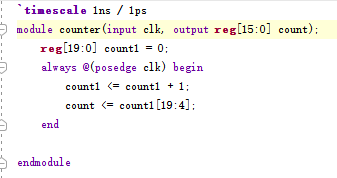 `timescale 1ns / 1ps
module counter(input clk, output reg[15:0] count);
reg[19:0] count1 = 0;
always @(posedge clk) begin
count1 <= count1 + 1;
count <= count1[19:4];
end
endmodule